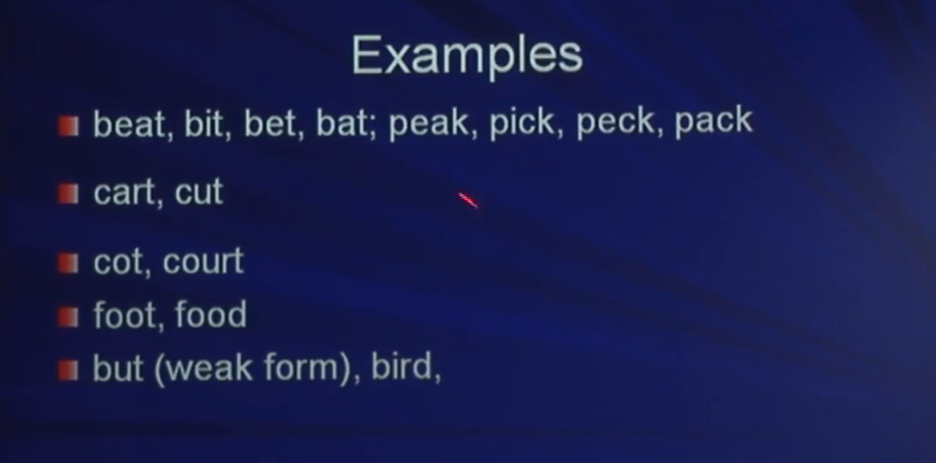 Examples
beat, bit, bet, bat; peak, pick, peck, pack
cart, cut
cot, court
foot, food
but (weak form), bird,